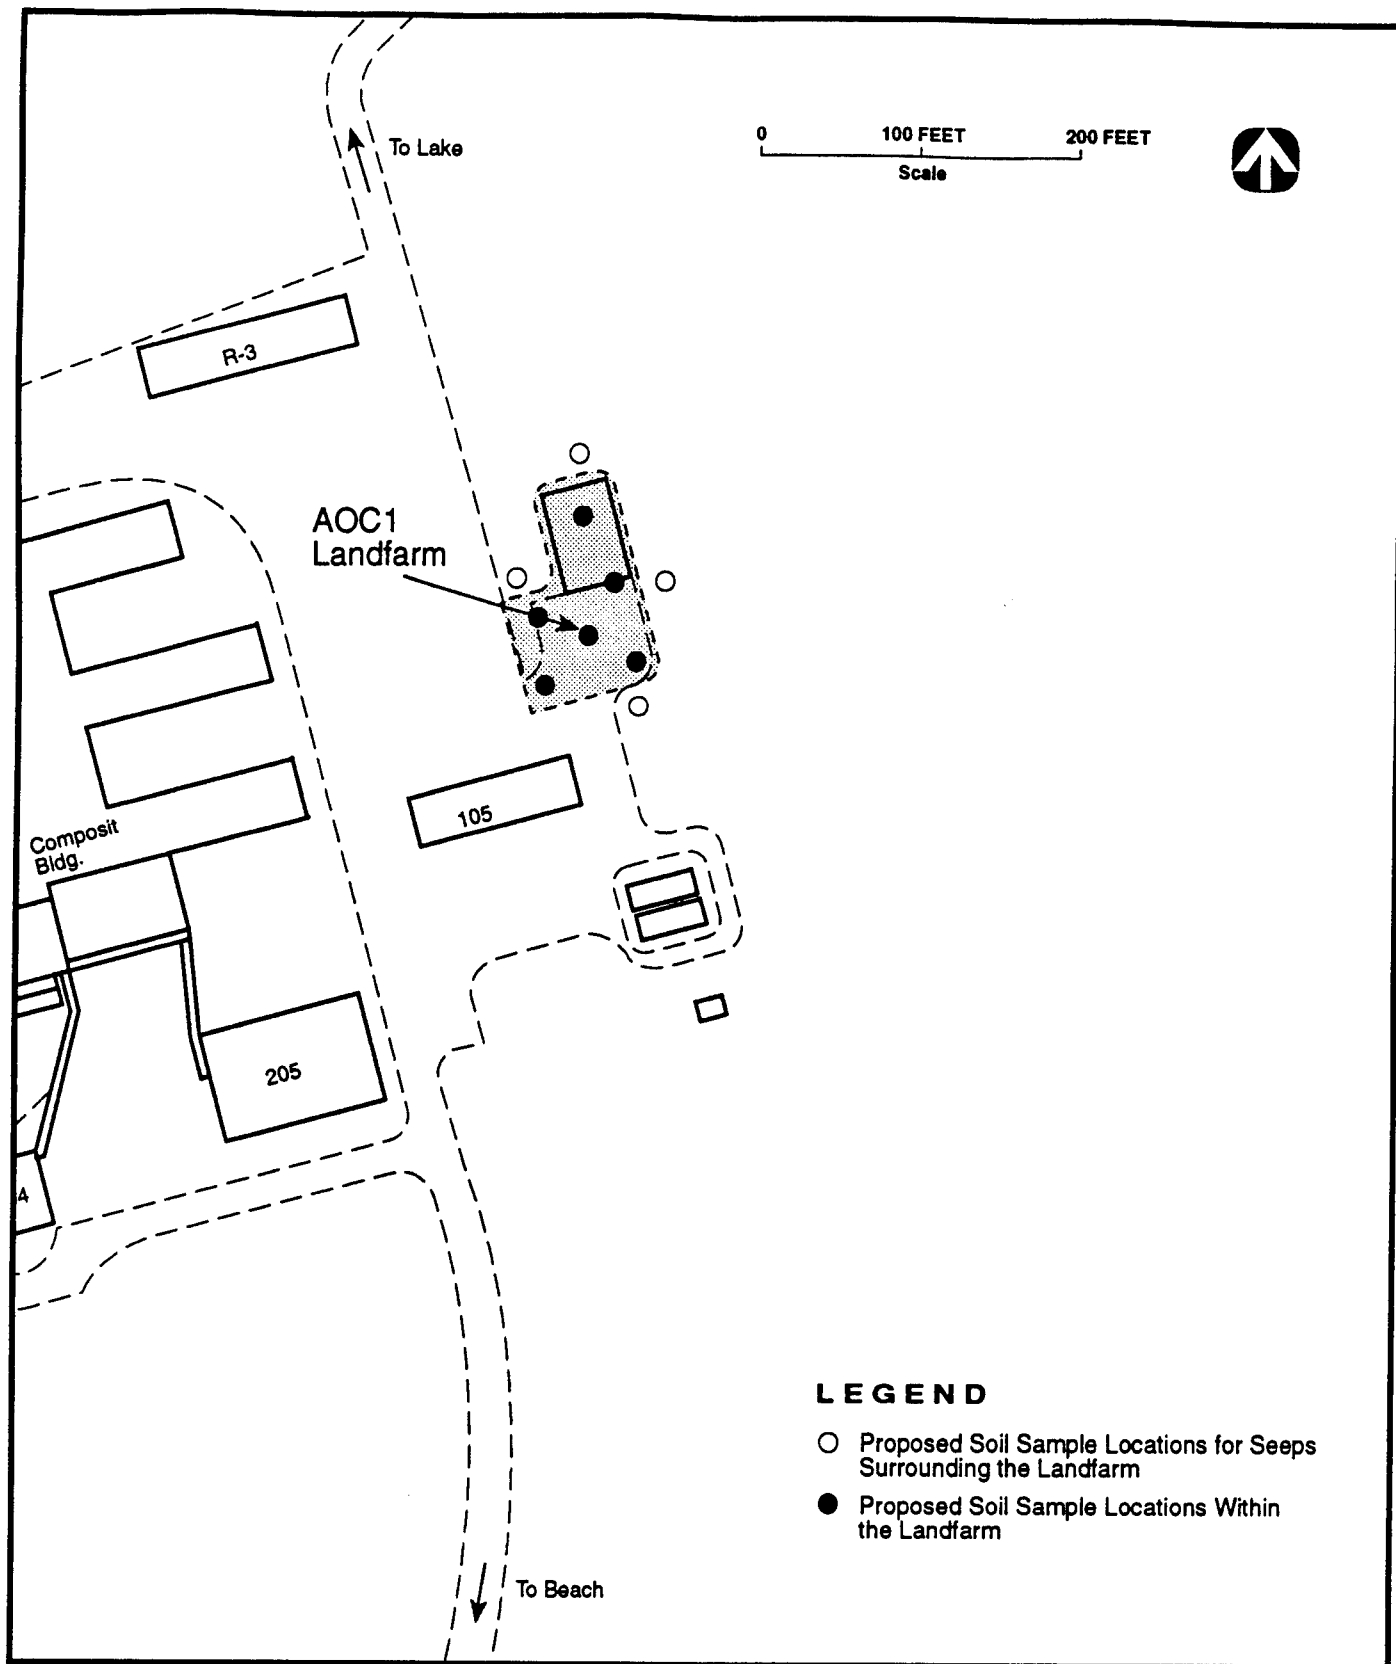 0 100 FEET 200 FEET
Scale
To Lake
R-3
AOC1
Landfarm
105
Composit
Bldg.
205
4
LEGEND
Proposed Soil Sample Locations for Seeps
Surrounding the Landfarm
Proposed Soil Sample Locations Within
the Landfarm
To Beach